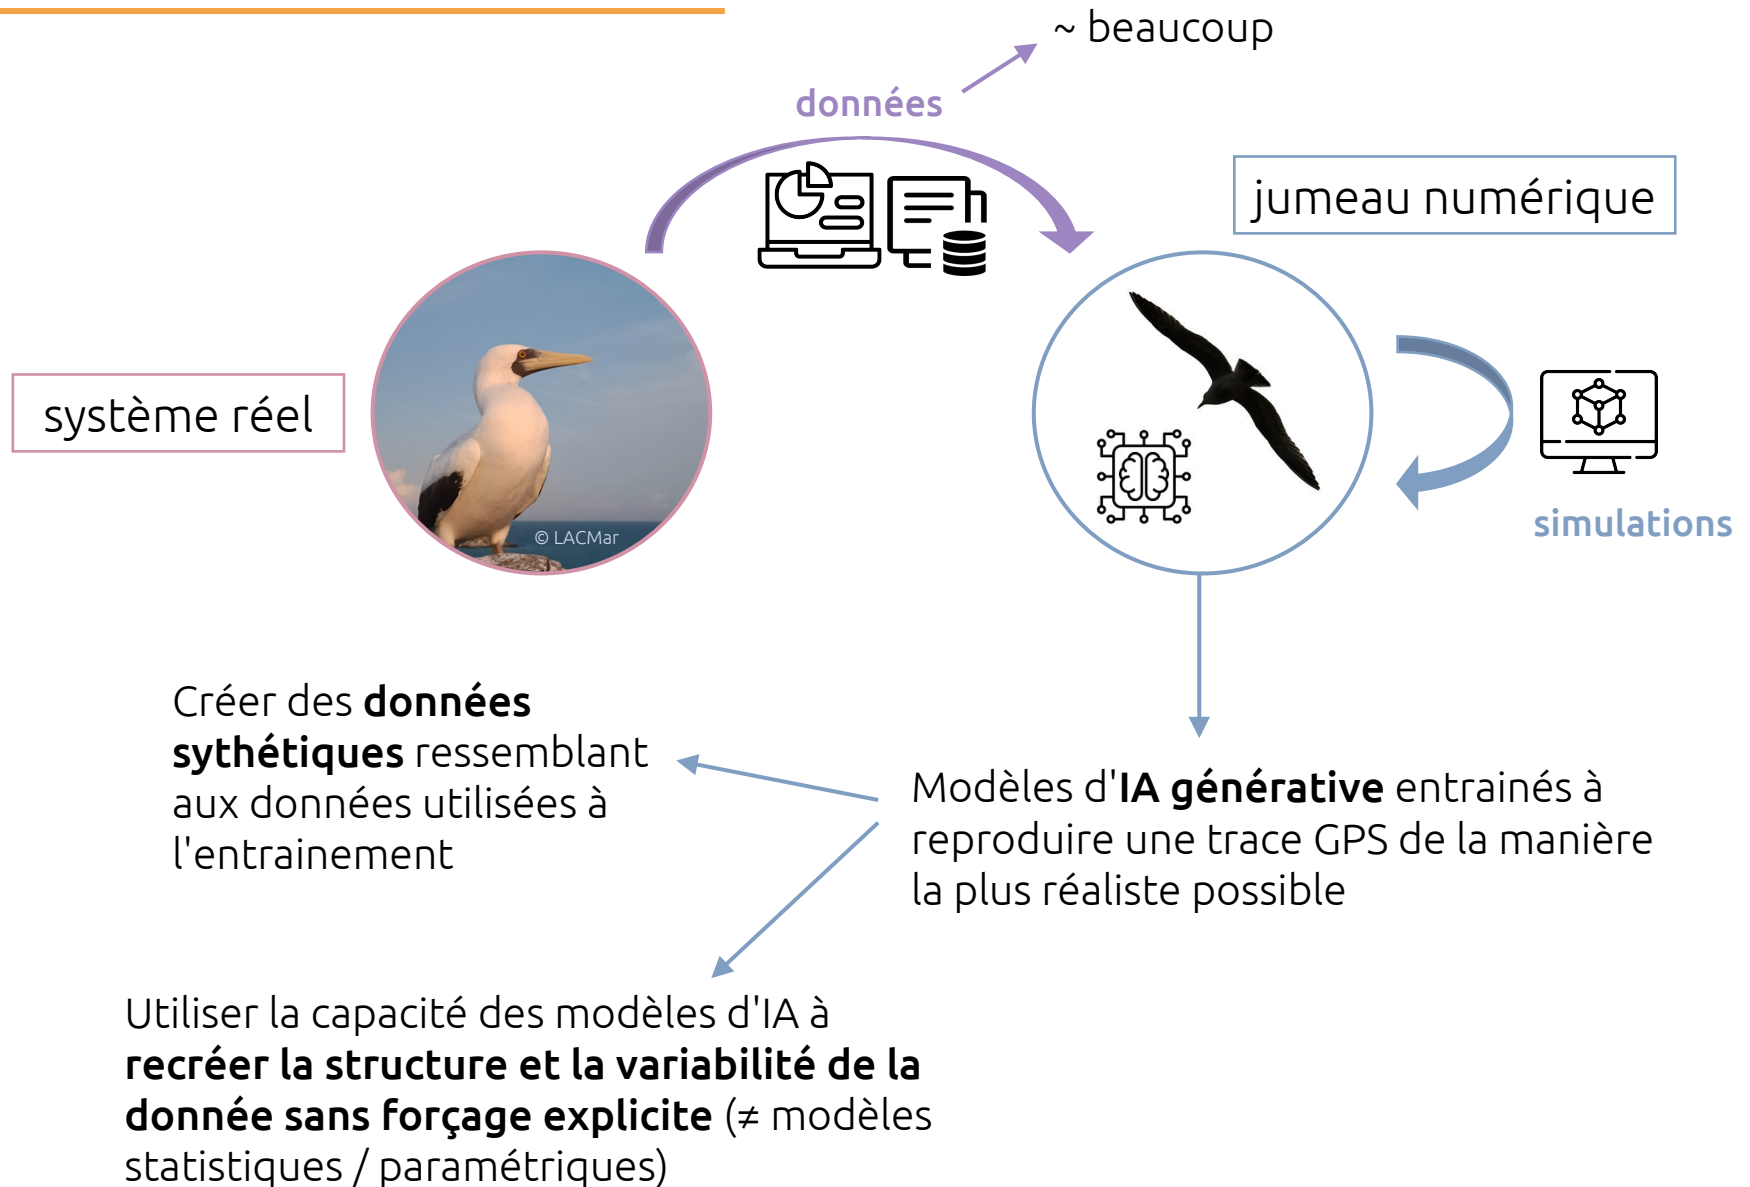 ~ beaucoup
données
jumeau numérique
système réel
© LACMar
simulations
Créer des données
sythétiques ressemblant
aux données utilisées à
l'entrainement
Modèles d'IA générative entrainés à
reproduire une trace GPS de la manière
la plus réaliste possible
Utiliser la capacité des modèles d'IA à
recréer la structure et la variabilité de la
donnée sans forçage explicite (≠ modèles
statistiques / paramétriques)